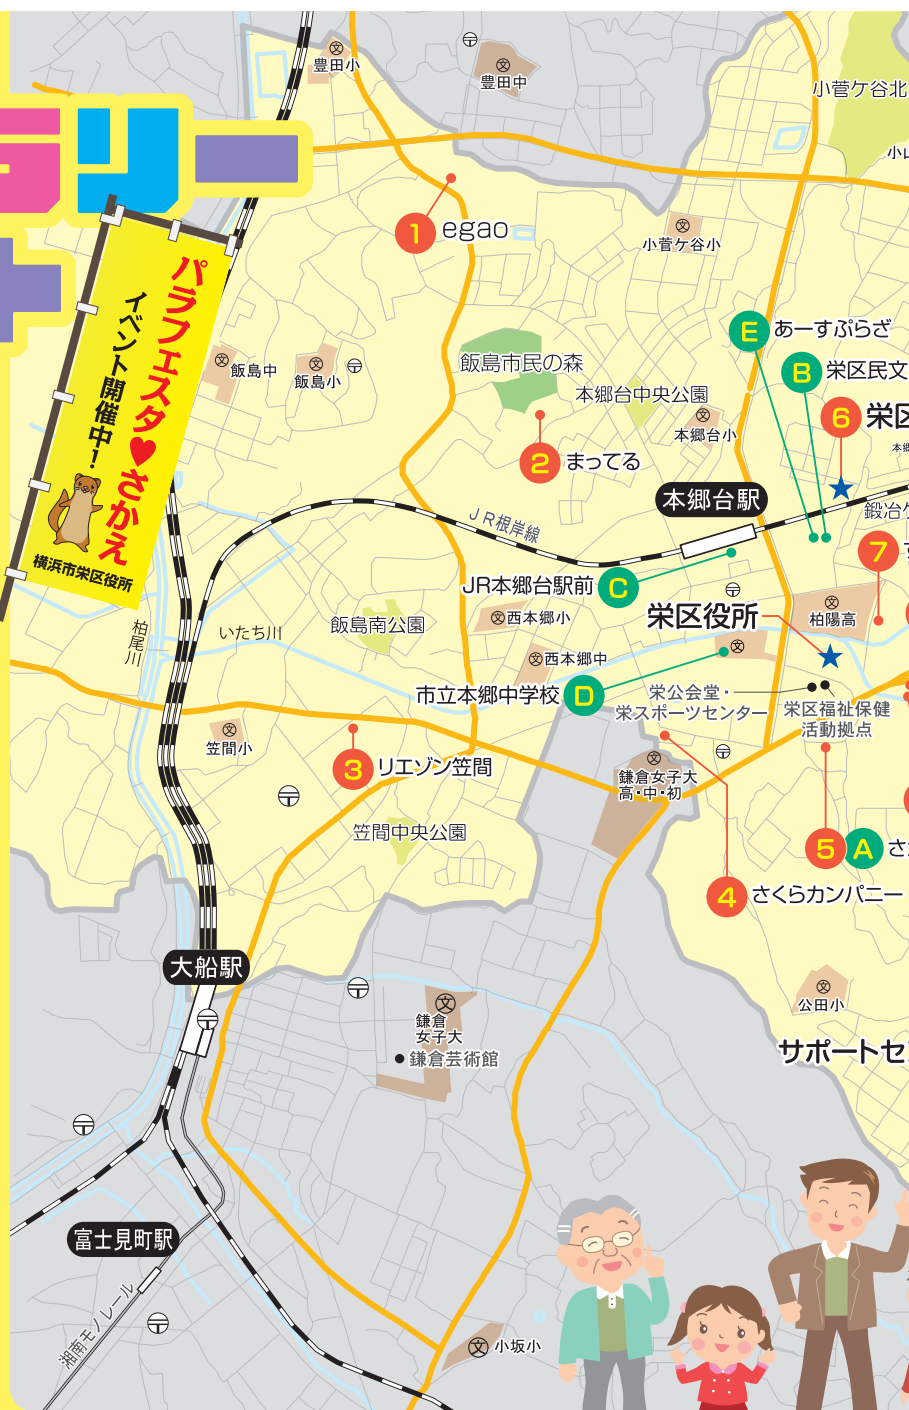 タリー
豊田小
豊田中
小菅ケ谷北
1 egao
小菅ケ谷小
パラフェスタ♥さかえ
イベント開催中！
横浜市栄区役所
E あーすぷらざ
飯島中
飯島小
飯島市民の森
B 栄区民文
本郷台中央公園
6 栄区
本郷台小
2 まってる
本郷台駅
JR根岸線
鍛冶ケ
7
JR本郷台駅前 C
西本郷小
栄区役所
柏陽高
柏尾川
いたち川
飯島南公園
西本郷中
市立本郷中学校 D
栄公会堂・
栄スポーツセンター
栄区福祉保健
活動拠点
笠間小
3 リエゾン笠間
鎌倉女子大
高・中・初
笠間中央公園
5 A さ
4 さくらカンパニー
大船駅
公田小
鎌倉
女子大
鎌倉芸術館
サポートセ
富士見町駅
湘南モノレール
小坂小